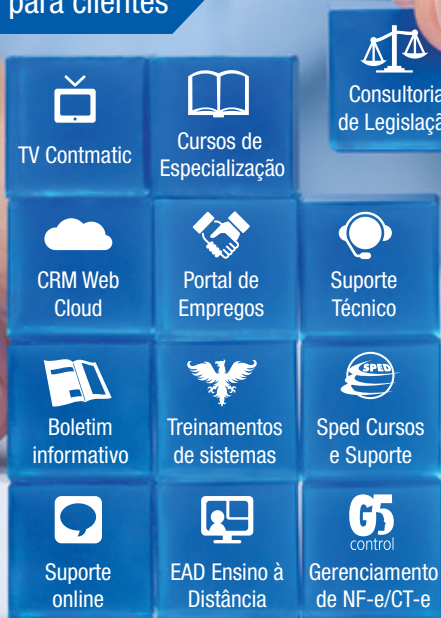 para clientes
TV Contmatic
Cursos de
Especialização
Consultoria
de Legislaçã
CRM Web
Cloud
Portal de
Empregos
Suporte
Técnico
Boletim
informativo
Treinamentos
de sistemas
SPED
Sped Cursos
e Suporte
Suporte
online
EAD Ensino à
Distância
G5
control
Gerenciamento
de NF-e/CT-e